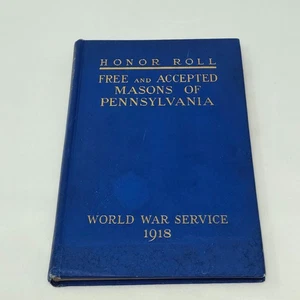 HONOR ROLL
FREE AND ACCEPTED
MASONS OF
PENNSYLVANIA
WORLD WAR SERVICE
1918